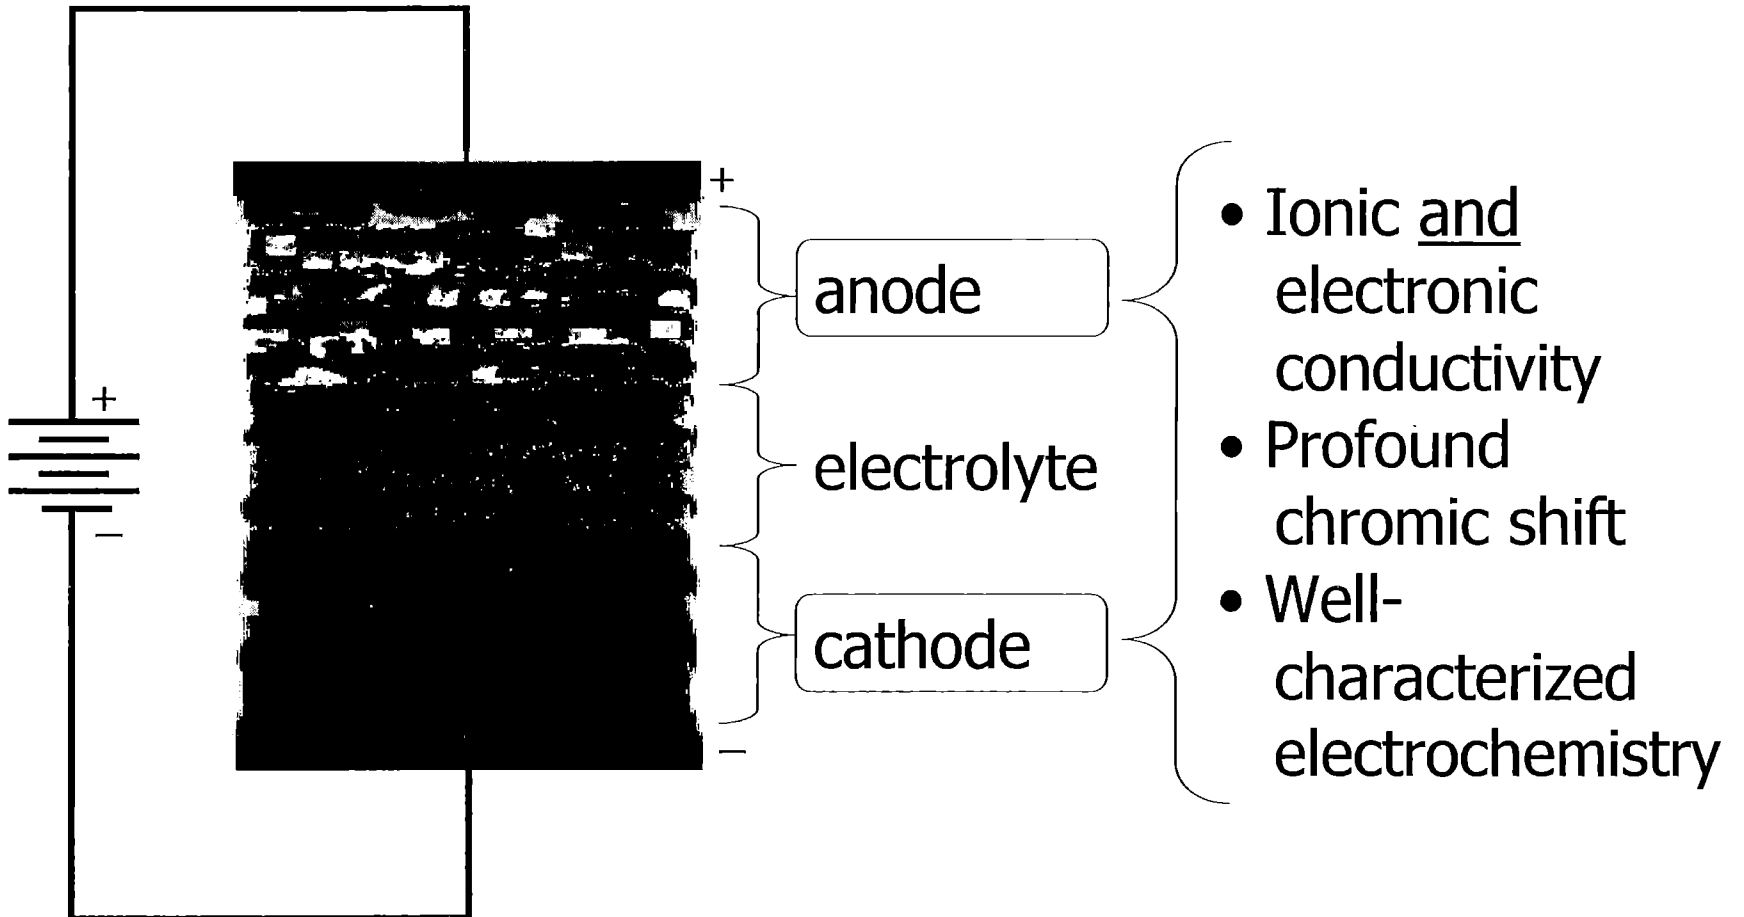 +
anode
electrolyte
cathode
−
+
−
• Ionic and
electronic
conductivity
• Profound
chromic shift
• Well-
characterized
electrochemistry